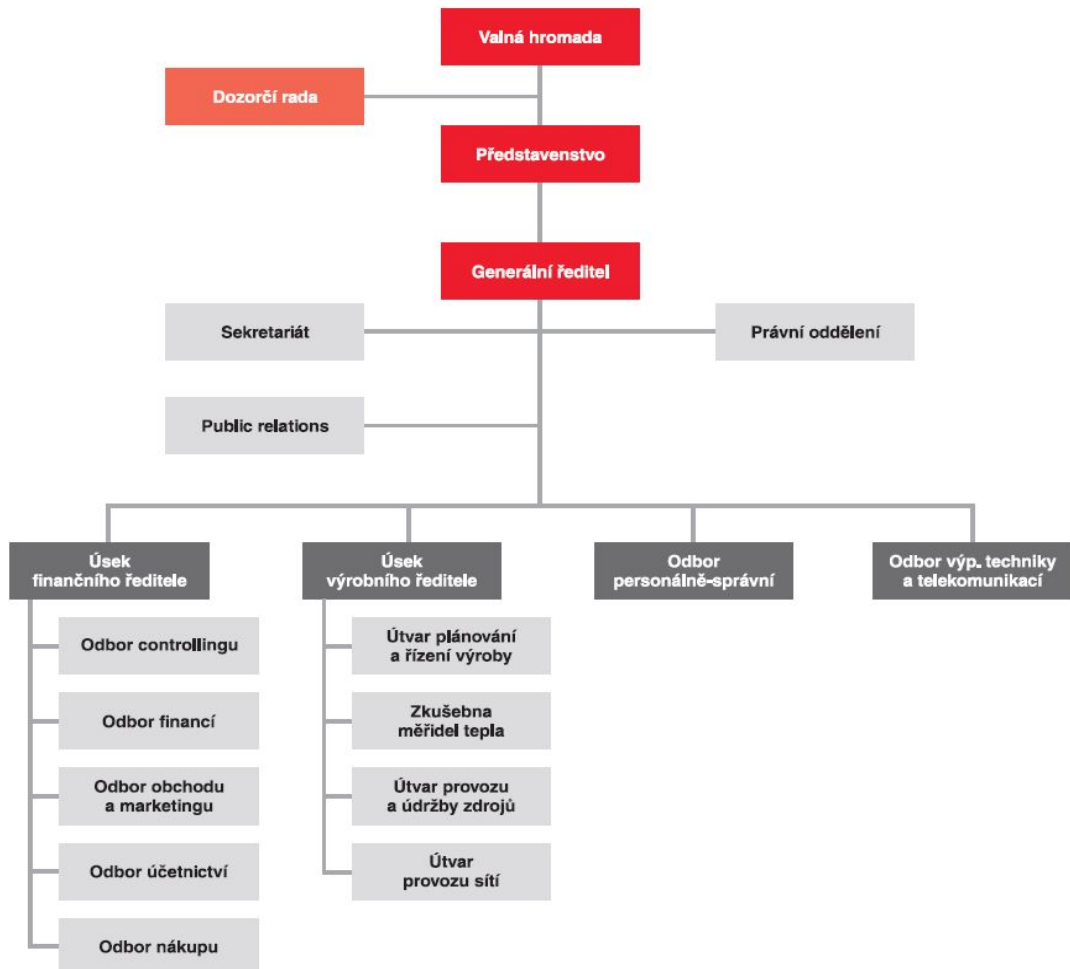 Valná hromada
Dozorčí rada
Představenstvo
Generální ředitel
Sekretariát
Právní oddělení
Public relations
Úsek
finančního ředitele
Úsek
výrobního ředitele
Odbor
personálně-správní
Odbor výp. techniky
a telekomunikací
Odbor controllingu
Odbor financí
Odbor obchodu
a marketingu
Odbor účetnictví
Odbor nákupu
Útvar plánování
a řízení výroby
Zkušebna
měřidel tepla
Útvar provozu
a údržby zdrojů
Útvar
provozu sítí